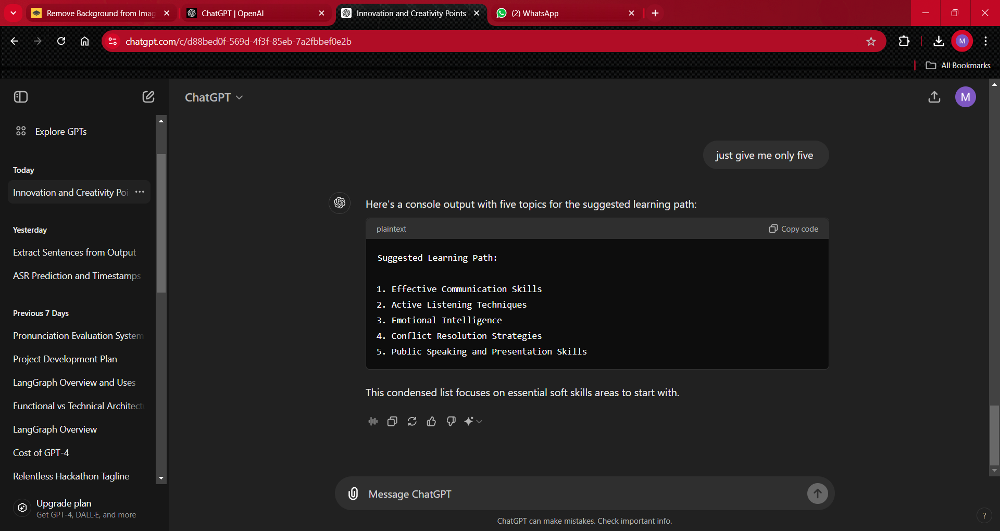 Remove Background from Imag
ChatGPT | OpenAI
Innovation and Creativity Points
(2) WhatsApp
chatgpt.com/c/d88bed0f-569d-4f3f-85eb-7a2fbbef0e2b
M
All Bookmarks
ChatGPT
M
Explore GPTs
Today
Innovation and Creativity Poi
Yesterday
Extract Sentences from Output
ASR Prediction and Timestamps
Previous 7 Days
Pronunciation Evaluation System
Project Development Plan
LangGraph Overview and Uses
Functional vs Technical Architect
LangGraph Overview
Cost of GPT-4
Relentless Hackathon Tagline
Upgrade plan
Get GPT-4, DALL·E, and more
just give me only five
Here's a console output with five topics for the suggested learning path:
plaintext
Copy code
Suggested Learning Path:
1. Effective Communication Skills
2. Active Listening Techniques
3. Emotional Intelligence
4. Conflict Resolution Strategies
5. Public Speaking and Presentation Skills
This condensed list focuses on essential soft skills areas to start with.
Message ChatGPT
ChatGPT can make mistakes. Check important info.
?